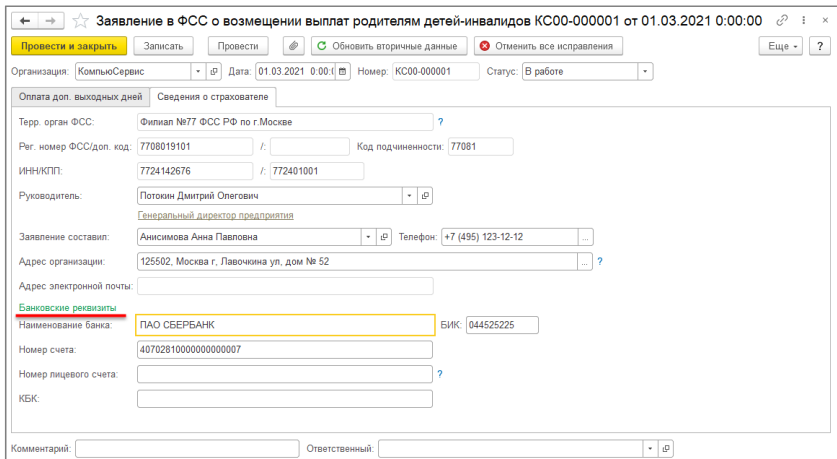 Заявление в ФСС о возмещении выплат родителям детей-инвалидов КС00-000001 от 01.03.2021 0:00:00
Провести и закрыть Записать Провести Обновить вторичные данные Отменить все исправления Еще ?
Организация: КомпьюСервис Дата: 01.03.2021 0:00:( Номер: КС00-000001 Статус: В работе
Оплата доп. выходных дней Сведения о страхователе
Терр. орган ФСС: Филиал №77 ФСС РФ по г.Москве ?
Рег. номер ФСС/доп. код: 7708019101 /: Код подчиненности: 77081
ИНН/КПП: 7724142676 /: 772401001
Руководитель: Потокин Дмитрий Олегович
Генеральный директор предприятия
Заявление составил: Анисимова Анна Павловна Телефон: +7 (495) 123-12-12 ...
Адрес организации: 125502, Москва г, Лавочкина ул, дом № 52 ... ?
Адрес электронной почты:
Банковские реквизиты
Наименование банка: ПАО СБЕРБАНК БИК: 044525225
Номер счета: 40702810000000000007
Номер лицевого счета: ?
КБК:
Комментарий: Ответственный: